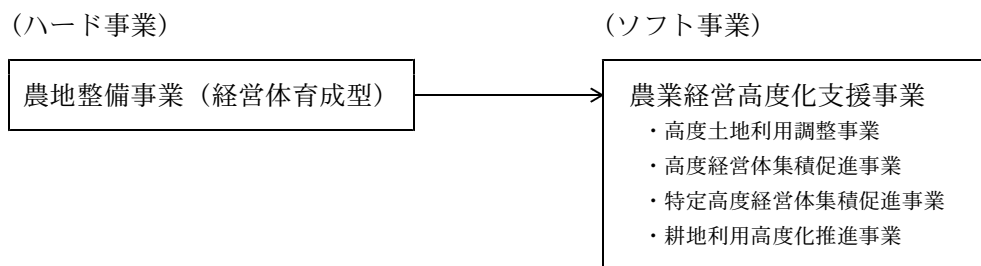 （ハード事業）
（ソフト事業）
農地整備事業（経営体育成型）
農業経営高度化支援事業
・高度土地利用調整事業
・高度経営体集積促進事業
・特定高度経営体集積促進事業
・耕地利用高度化推進事業